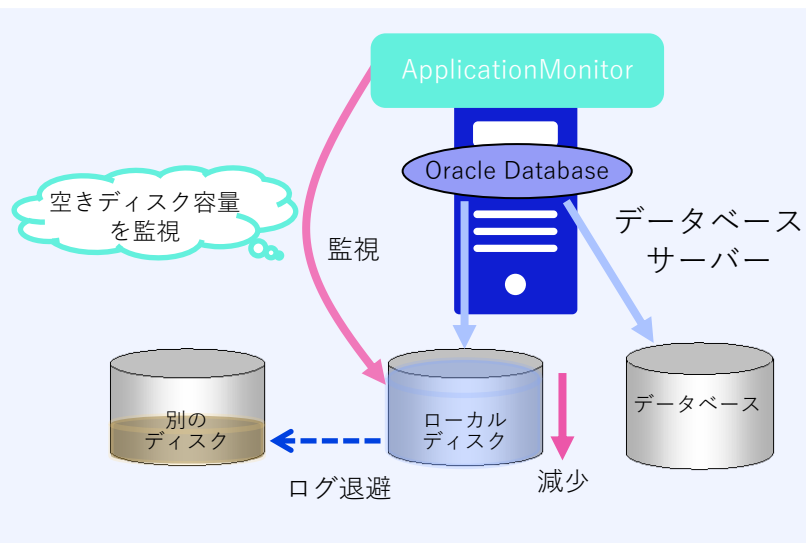 ApplicationMonitor
Oracle Database
空きディスク容量
を監視
監視
データベース
サーバー
別の
ディスク
ローカル
ディスク
データベース
ログ退避
減少